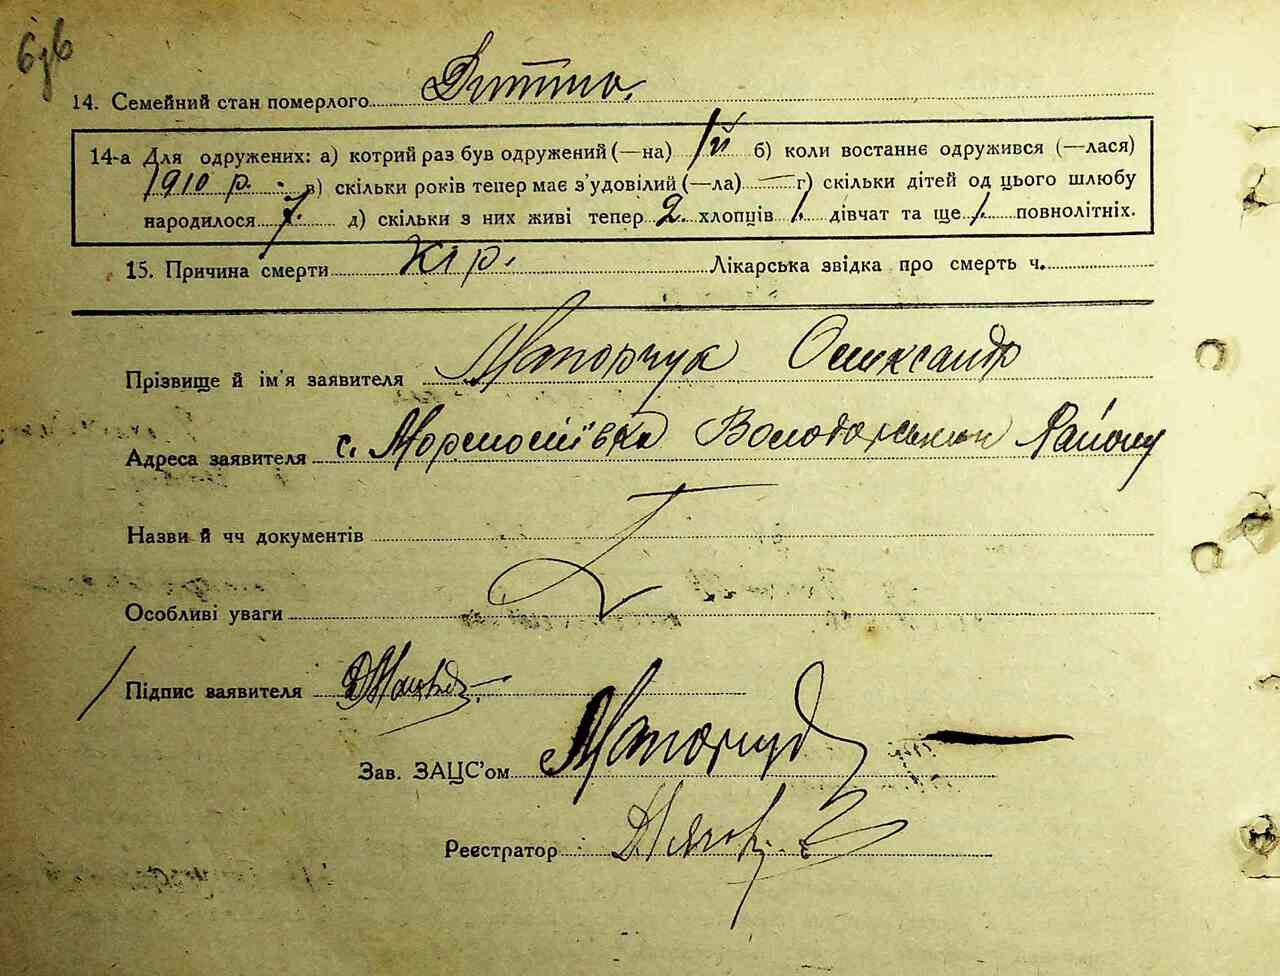 14. Семейний стан померлого Дитина.
14-а Для одружених: а) котрий раз був одружений (—на) 1й б) коли востаннє одружився (—лася)
1910 р. в) скільки років тепер має з'удовілий (—ла) — г) скільки дітей од цього шлюбу
народилося 7. д) скільки з них живі тепер 2 хлопців 1. дівчат та ще 1. повнолітніх.
15. Причина смерти кір. Лікарська звідка про смерть ч.
Прізвище й ім'я заявителя Олександр
Адреса заявителя с. Володарського Району
Назви й чч документів
Особливі уваги
Підпис заявителя
Зав. ЗАЦС'ом
Реєстратор